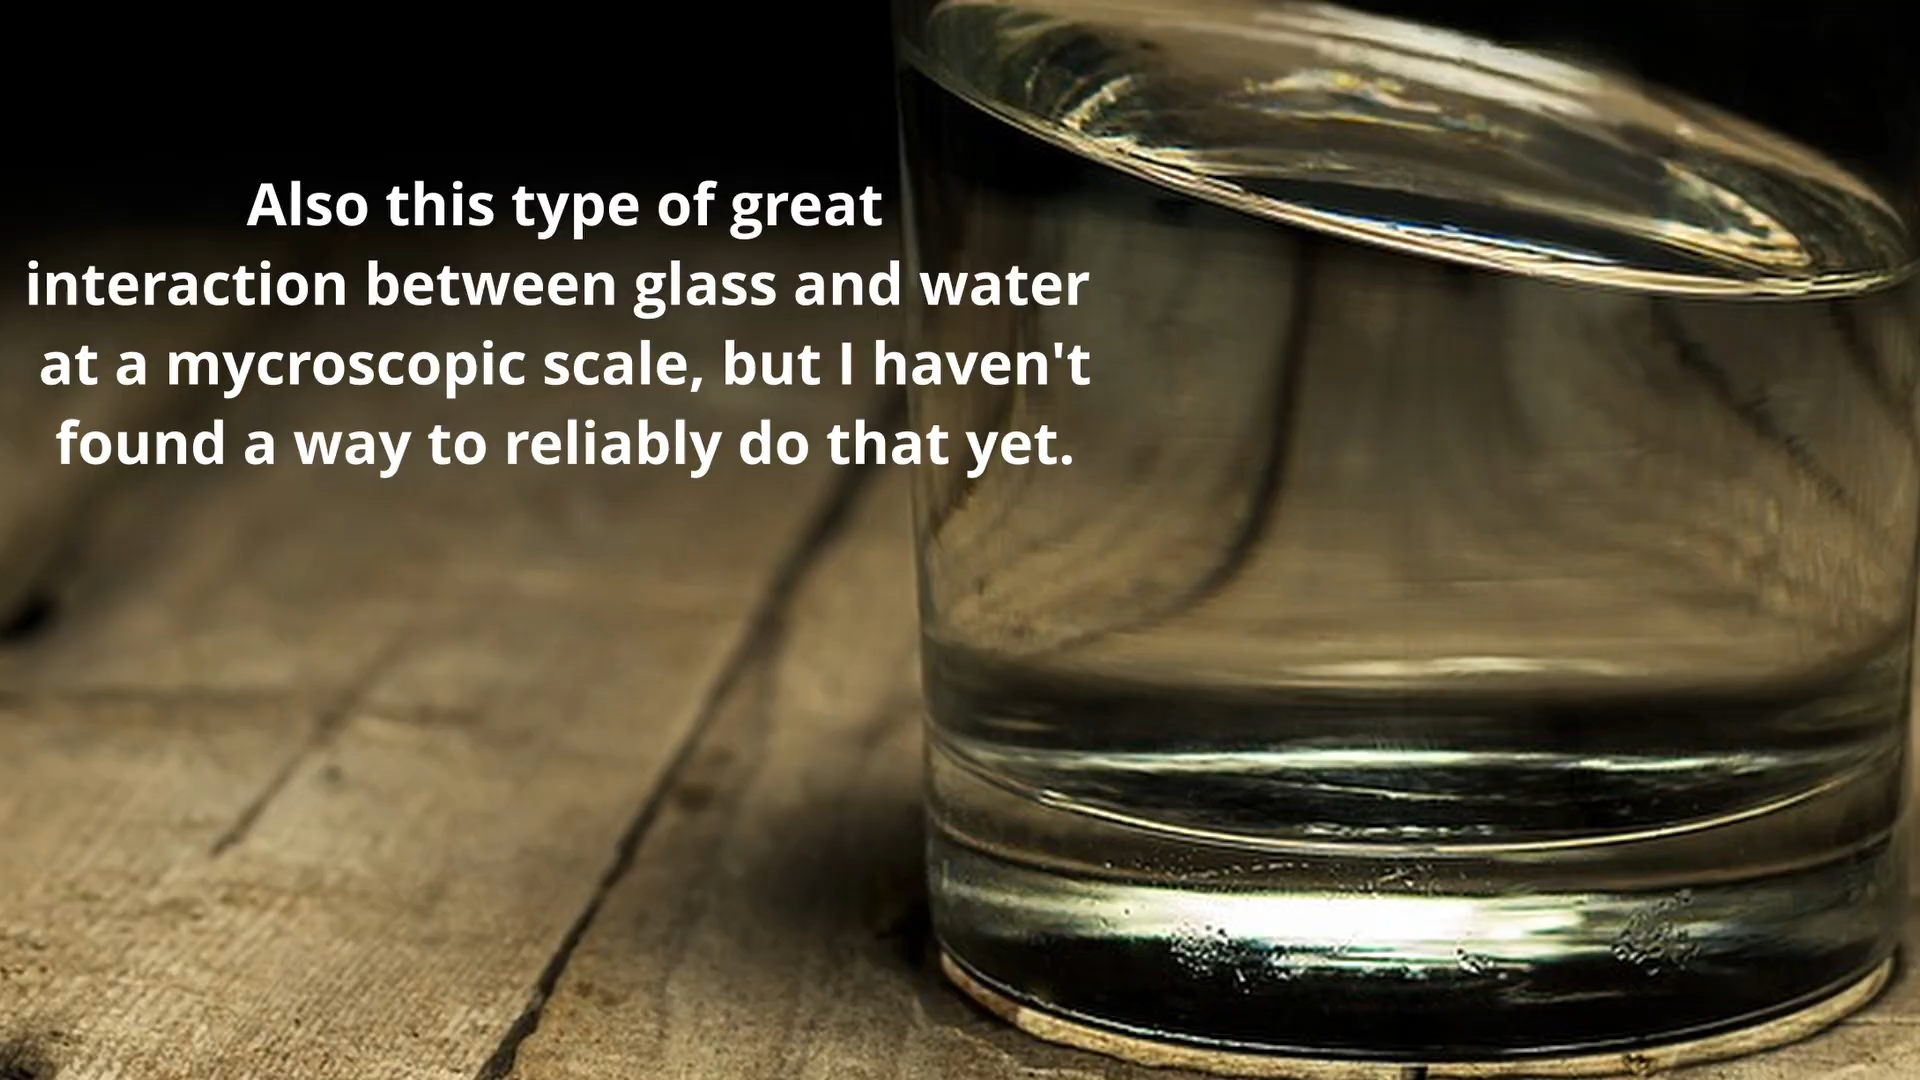 Also this type of great
interaction between glass and water
at a mycroscopic scale, but I haven't
found a way to reliably do that yet.